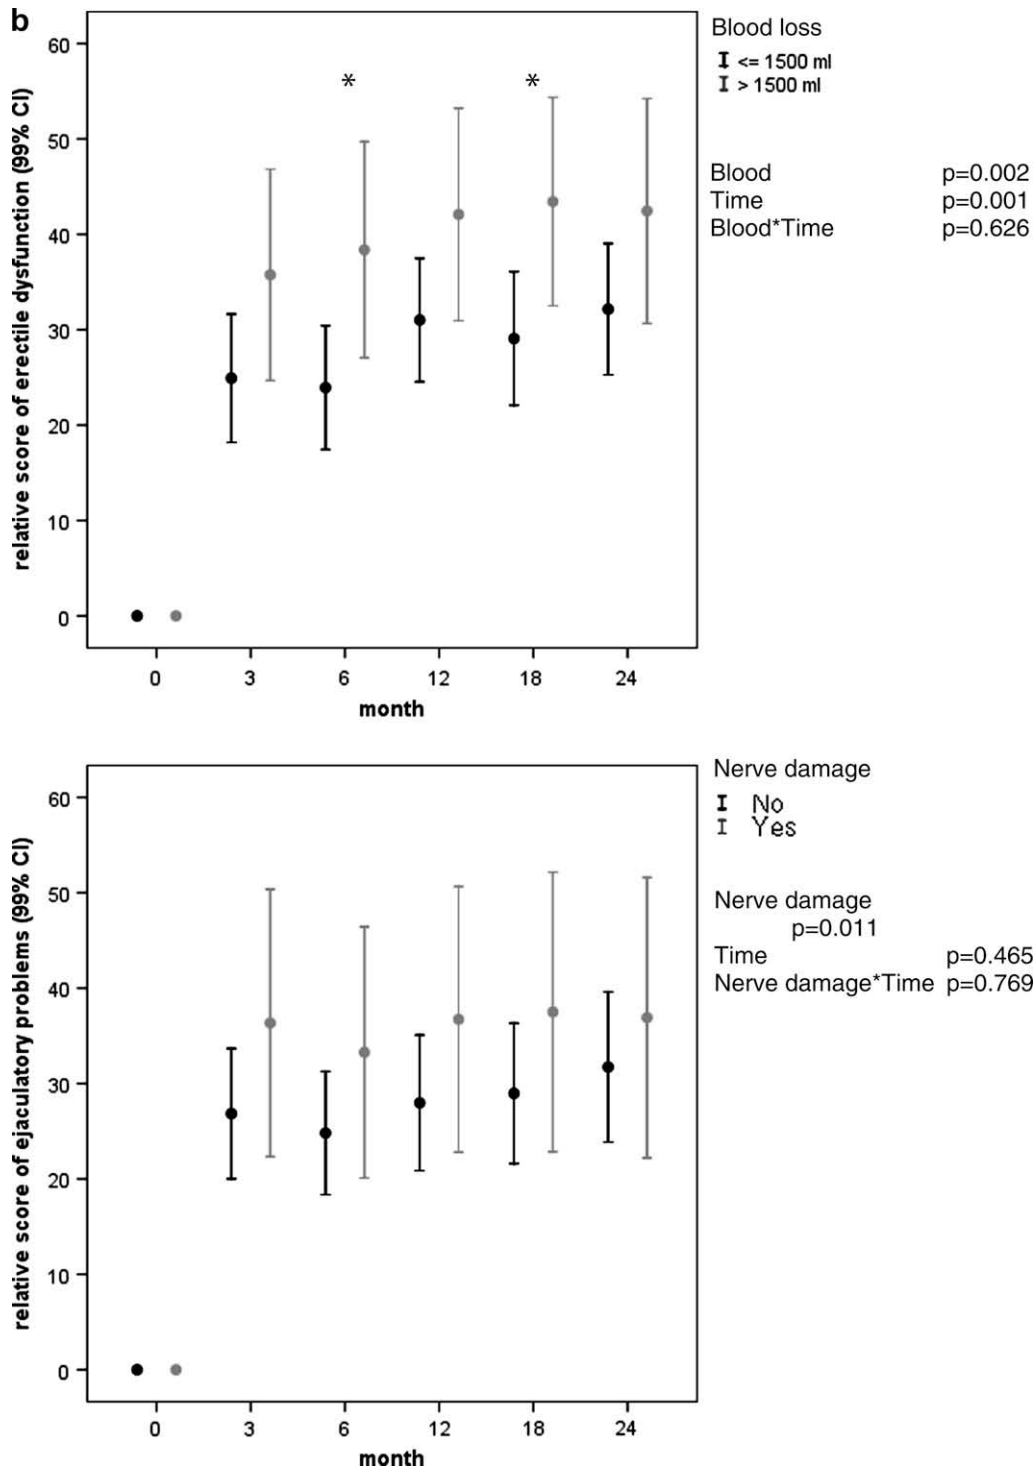 b
relative score of erectile dysfunction (99% CI)
60
50
40
30
20
10
0
* *
0 3 6 12 18 24
month
Blood loss
<= 1500 ml
> 1500 ml
Blood p=0.002
Time p=0.001
Blood*Time p=0.626
relative score of ejaculatory problems (99% CI)
60
50
40
30
20
10
0
0 3 6 12 18 24
month
Nerve damage
No
Yes
Nerve damage
p=0.011
Time p=0.465
Nerve damage*Time p=0.769